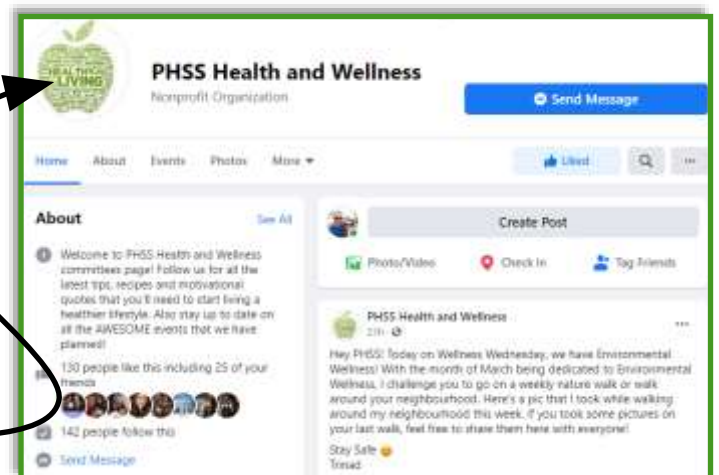 HEALTHY
LIVING
PHSS Health and Wellness
Nonprofit Organization
Send Message
Home About Events Photos More
Liked
About See All
Welcome to PHSS Health and Wellness
committees page! Follow us for all the
latest tips, recipes and motivational
quotes that you'll need to start living a
healthier lifestyle. Also stay up to date on
all the AWESOME events that we have
planned!
130 people like this including 25 of your
friends
142 people follow this
Send Message
Create Post
Photo/Video Check In Tag Friends
PHSS Health and Wellness
Hey PHSS! Today on Wellness Wednesday, we have Environmental
Wellness! With the month of March being dedicated to Environmental
Wellness, I challenge you to go on a weekly nature walk or walk
around your neighbourhood. Here's a pic that I took while walking
around my neighbourhood this week. If you took some pictures on
your last walk, feel free to share them here with everyone!
Stay Safe